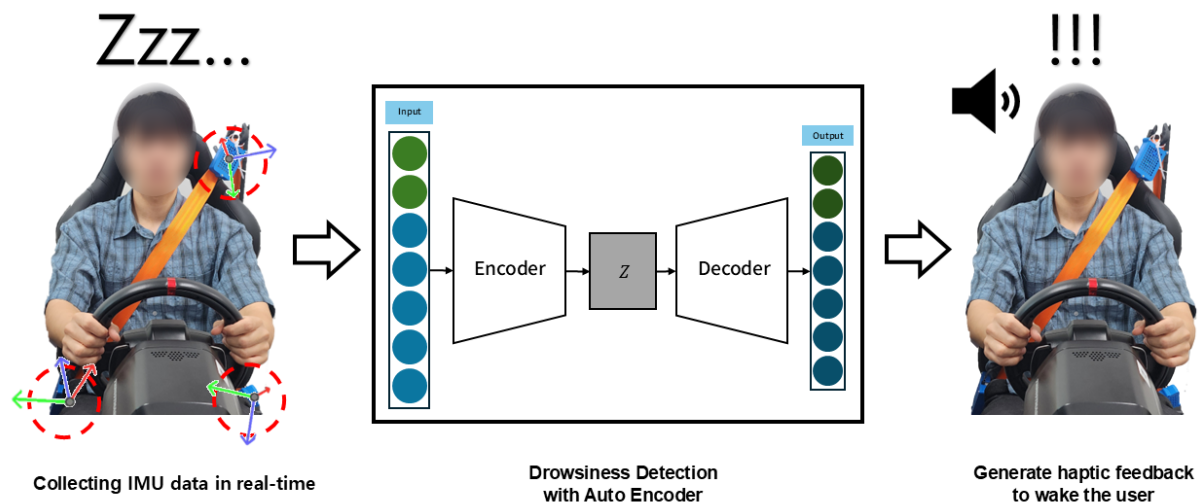 Zzz...
!!!
Input
Output
Encoder
Z
Decoder
Collecting IMU data in real-time
Drowsiness Detection
with Auto Encoder
Generate haptic feedback
to wake the user